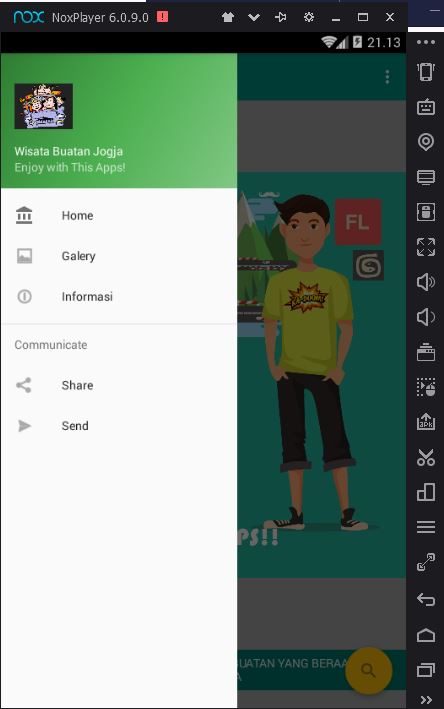 nox NoxPlayer 6.0.9.0
21.13
Wisata Buatan Jogja
Enjoy with This Apps!
Home
Galery
Informasi
Communicate
Share
Send
FL
PS!!
BUATAN YANG BERAA
A